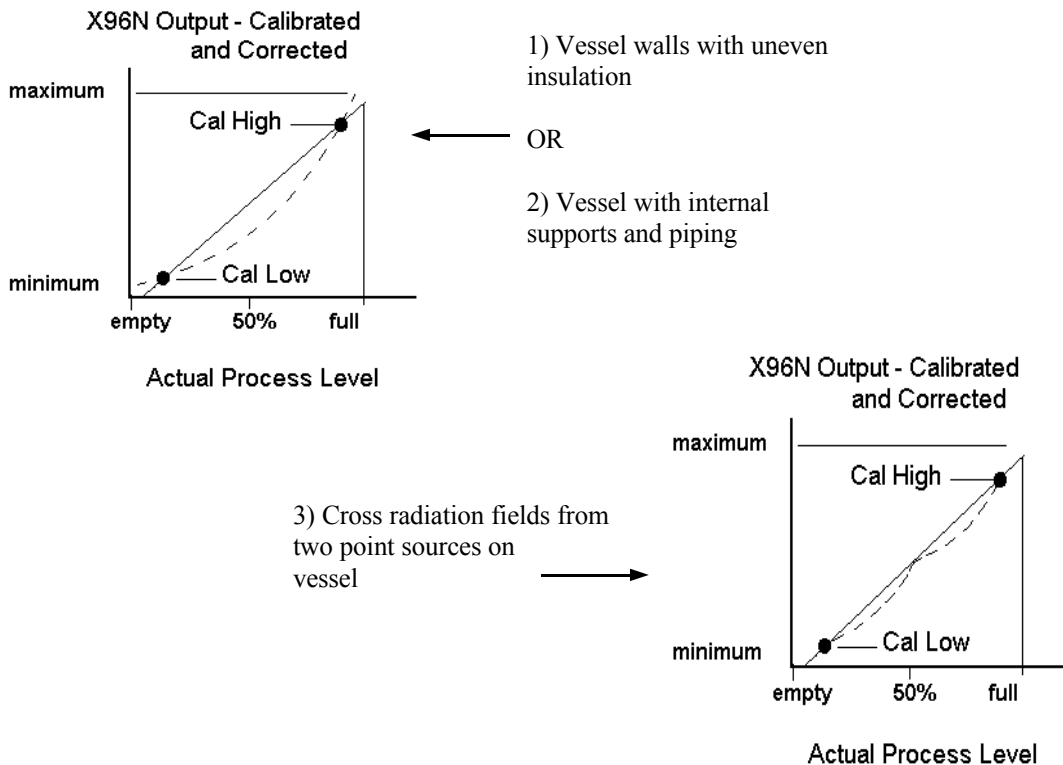 X96N Output - Calibrated
and Corrected
maximum
Cal High
Cal Low
minimum
empty 50% full
Actual Process Level
1) Vessel walls with uneven
insulation
OR
2) Vessel with internal
supports and piping
3) Cross radiation fields from
two point sources on
vessel
X96N Output - Calibrated
and Corrected
maximum
Cal High
Cal Low
minimum
empty 50% full
Actual Process Level